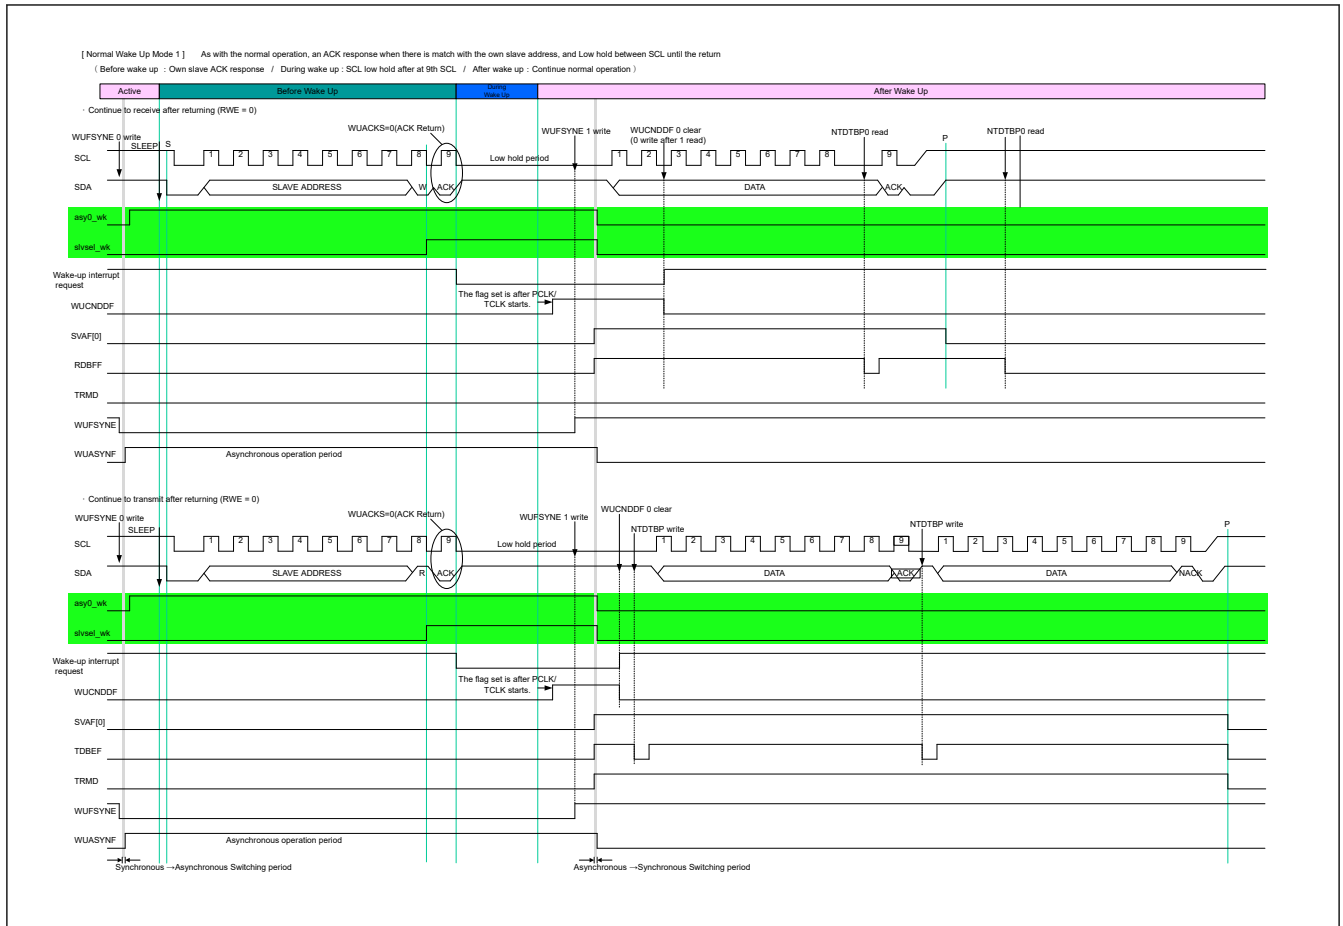 [ Normal Wake Up Mode 1 ] As with the normal operation, an ACK response when there is match with the own slave address, and Low hold between SCL until the return
( Before wake up : Own slave ACK response / During wake up : SCL low hold after at 9th SCL / After wake up : Continue normal operation )
Active
Before Wake Up
During
Wake Up
After Wake Up
· Continue to receive after returning (RWE = 0)
WUFSYNE 0 write
SLEEP
S
WUACKS=0(ACK Return)
WUFSYNE 1 write
WUCNDDF 0 clear
(0 write after 1 read)
NTDTBP0 read
P
NTDTBP0 read
SCL
1 2 3 4 5 6 7 8 9
Low hold period
1 2 3 4 5 6 7 8 9
SDA
SLAVE ADDRESS
W
ACK
DATA
ACK
asy0_wk
slvsel_wk
Wake-up interrupt
request
The flag set is after PCLK/
TCLK starts.
WUCNDDF
SVAF[0]
RDBFF
TRMD
WUFSYNE
WUASYNF
Asynchronous operation period
· Continue to transmit after returning (RWE = 0)
WUFSYNE 0 write
SLEEP
WUACKS=0(ACK Return)
WUFSYNE 1 write
WUCNDDF 0 clear
NTDTBP write
NTDTBP write
P
SCL
1 2 3 4 5 6 7 8 9
Low hold period
1 2 3 4 5 6 7 8 9
1 2 3 4 5 6 7 8 9
SDA
SLAVE ADDRESS
R
ACK
DATA
ACK
DATA
NACK
asy0_wk
slvsel_wk
Wake-up interrupt
request
The flag set is after PCLK/
TCLK starts.
WUCNDDF
SVAF[0]
TDBEF
TRMD
WUFSYNE
WUASYNF
Asynchronous operation period
Synchronous →Asynchronous Switching period
Asynchronous →Synchronous Switching period